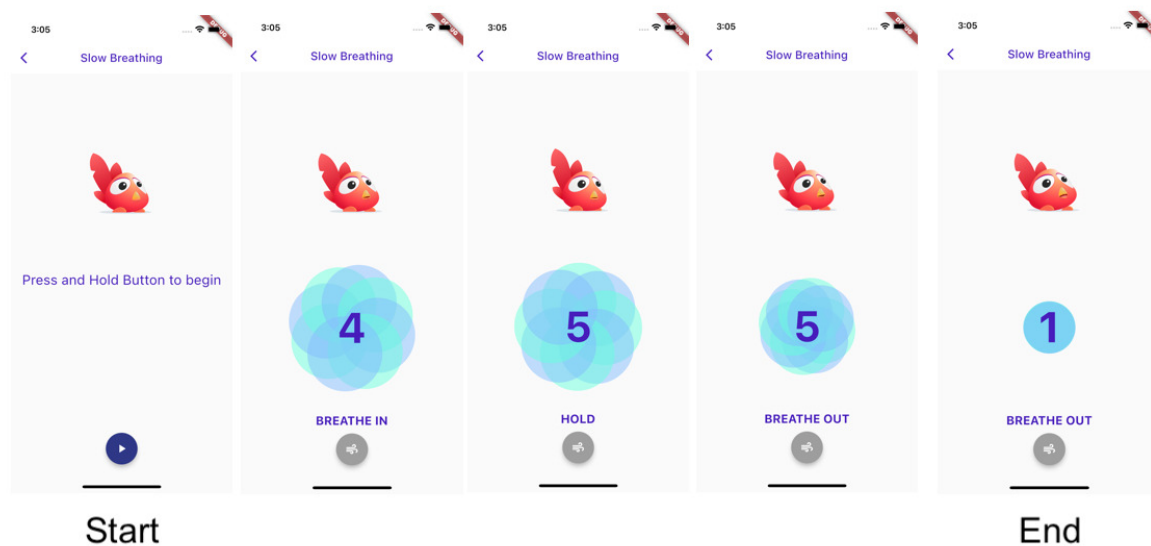 3:05
Slow Breathing
Press and Hold Button to begin
Start
3:05
Slow Breathing
4
BREATHE IN
3:05
Slow Breathing
5
HOLD
3:05
Slow Breathing
5
BREATHE OUT
3:05
Slow Breathing
1
BREATHE OUT
End